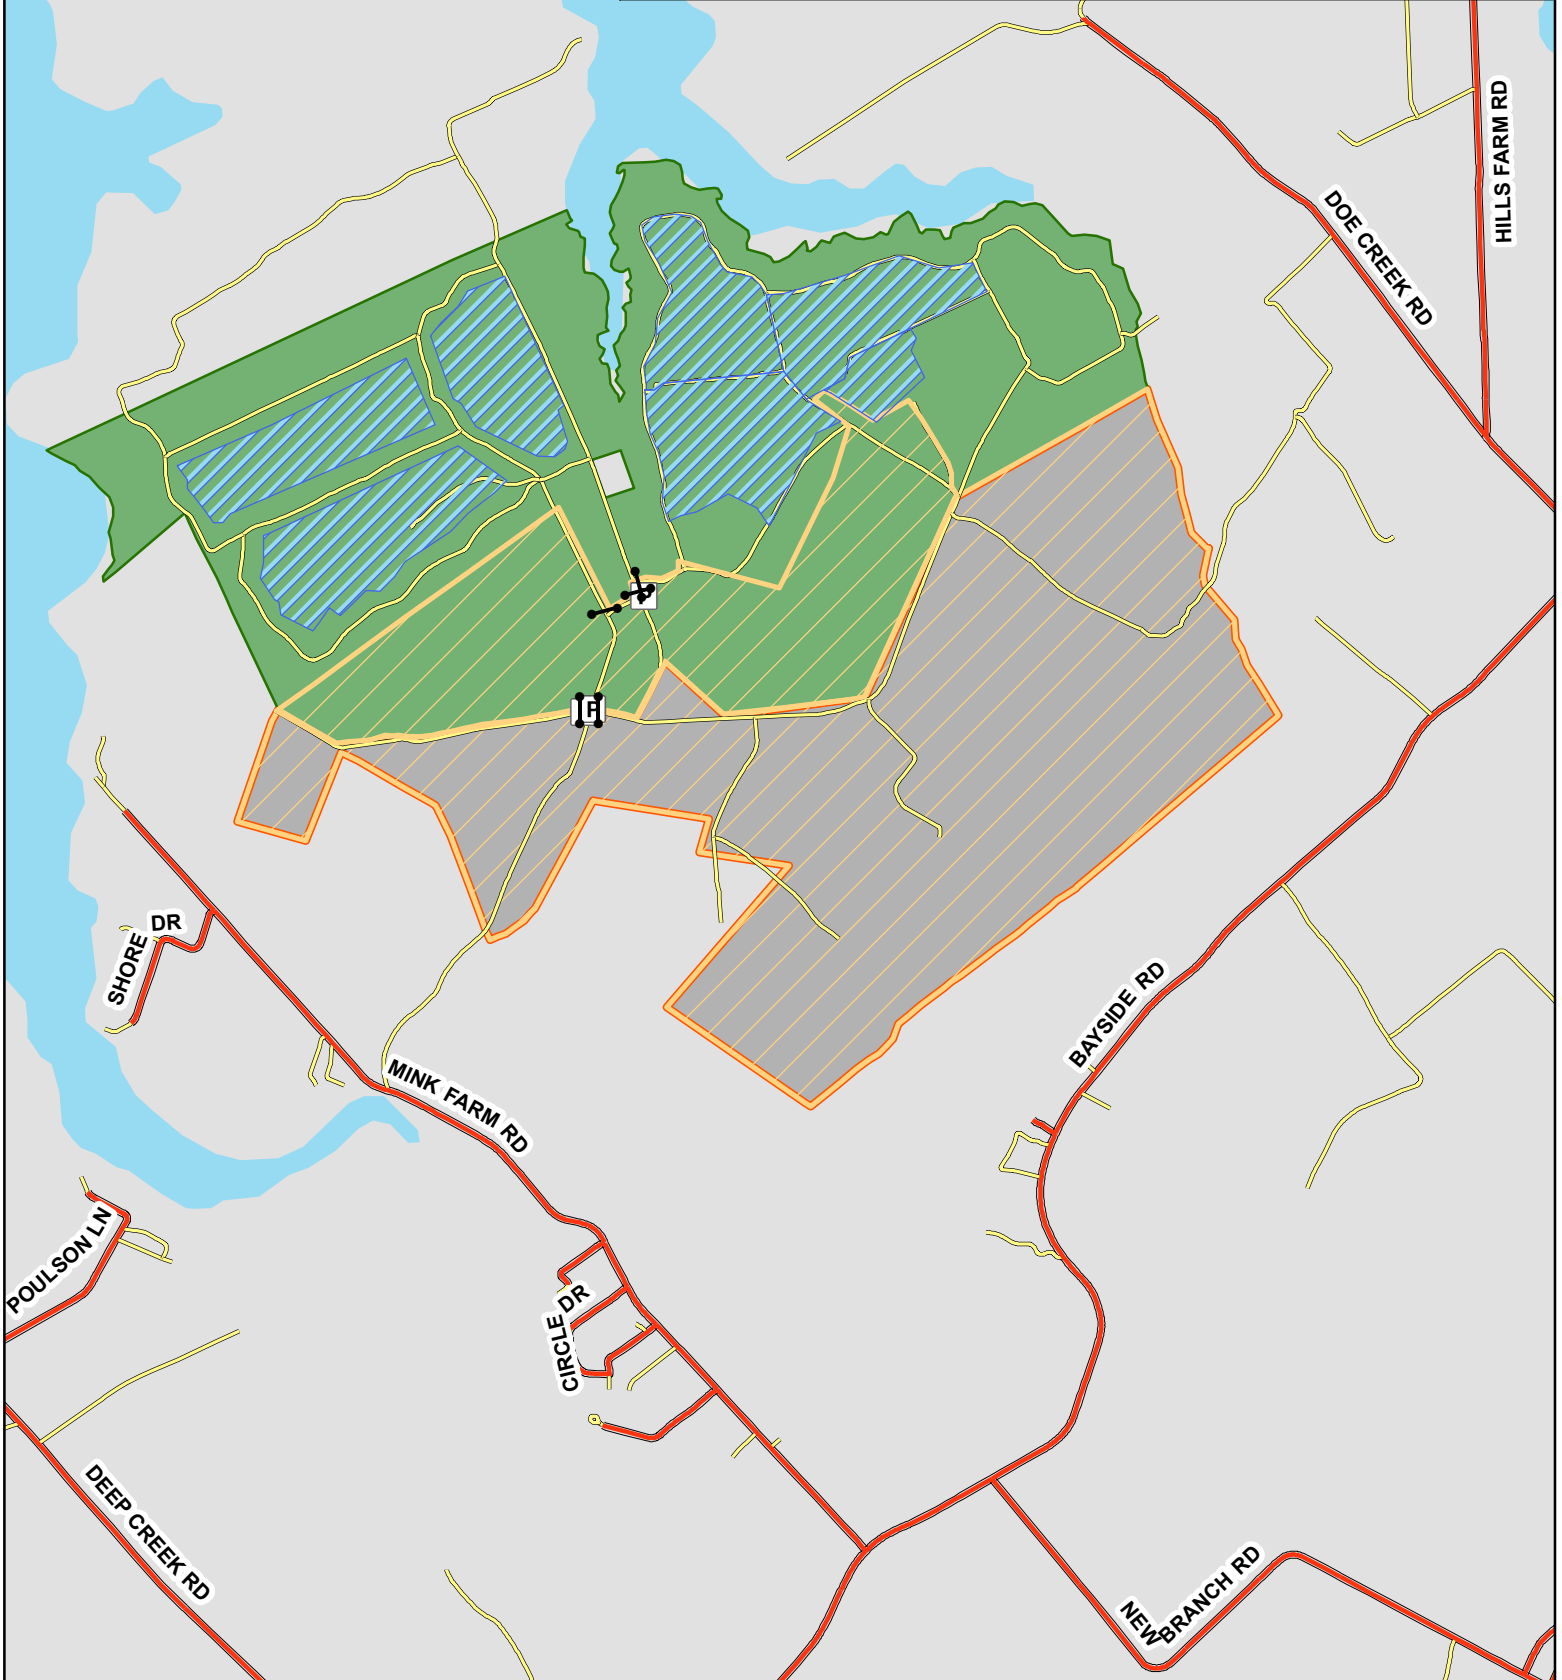 HILLS FARM RD
DOE CREEK RD
P
P
SHORE DR
BAYSIDE RD
MINK FARM RD
POULSON LN
CIRCLE DR
DEEP CREEK RD
NEW BRANCH RD